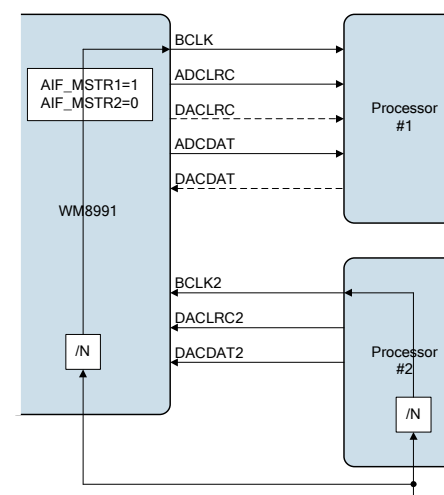 BCLK
AIF_MSTR1=1
AIF_MSTR2=0
ADCLRC
DACLRC
ADCDAT
DACDAT
Processor
#1
WM8991
BCLK2
DACLRC2
DACDAT2
/N
Processor
#2
/N